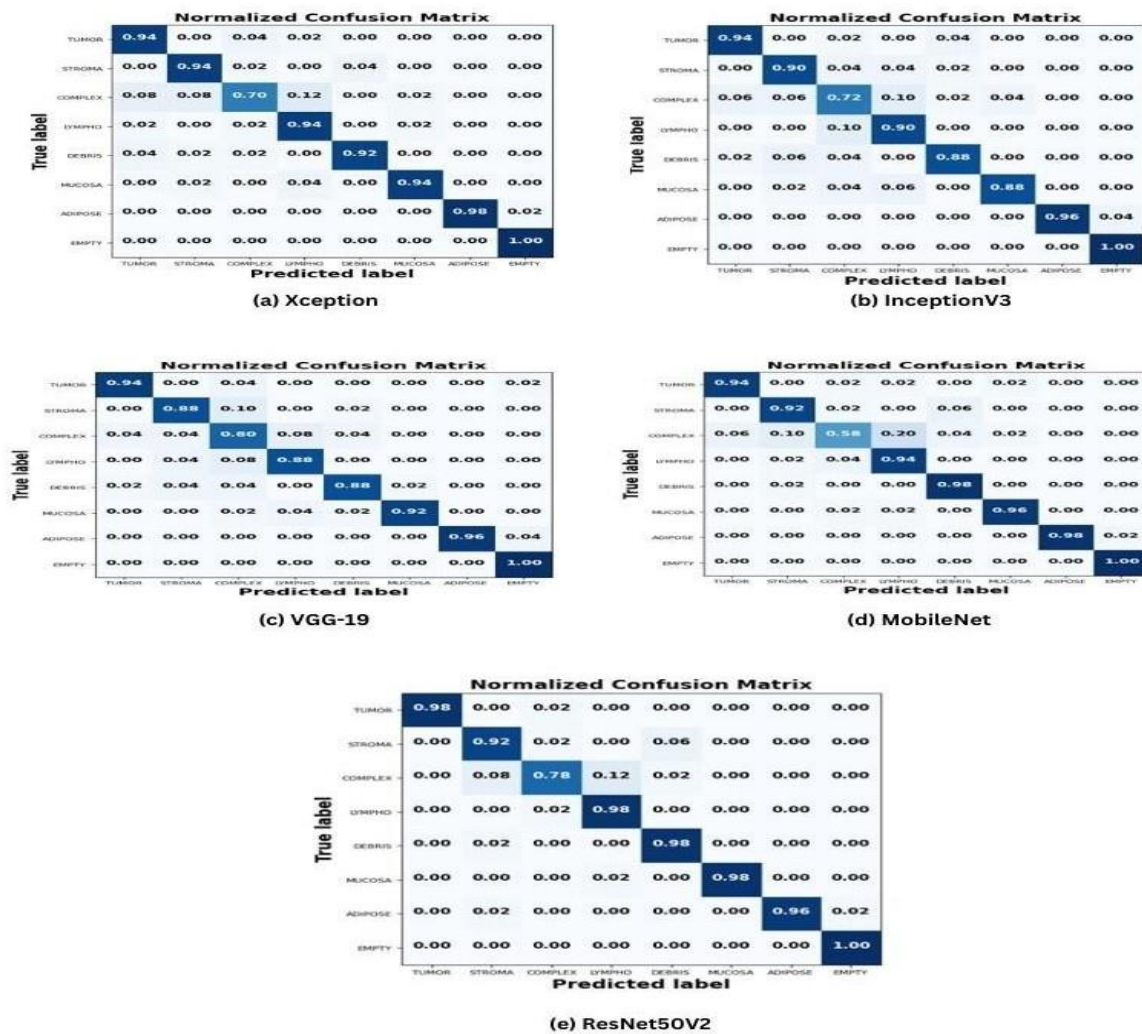 Normalized Confusion Matrix
TUMOR 0.94 0.00 0.04 0.02 0.00 0.00 0.00 0.00
STROMA 0.00 0.94 0.02 0.00 0.04 0.00 0.00 0.00
COMPLEX 0.08 0.08 0.70 0.12 0.00 0.02 0.00 0.00
LYMPHO 0.02 0.00 0.02 0.94 0.00 0.02 0.00 0.00
DEBRIS 0.04 0.02 0.02 0.00 0.92 0.00 0.00 0.00
MUCOSA 0.00 0.02 0.00 0.04 0.00 0.94 0.00 0.00
ADIPOSE 0.00 0.00 0.00 0.00 0.00 0.00 0.98 0.02
EMPTY 0.00 0.00 0.00 0.00 0.00 0.00 0.00 1.00
True label
TUMOR STROMA COMPLEX LYMPHO DEBRIS MUCOSA ADIPOSE EMPTY
Predicted label
(a) Xception
Normalized Confusion Matrix
TUMOR 0.94 0.00 0.02 0.00 0.04 0.00 0.00 0.00
STROMA 0.00 0.90 0.04 0.04 0.02 0.00 0.00 0.00
COMPLEX 0.06 0.06 0.72 0.10 0.02 0.04 0.00 0.00
LYMPHO 0.00 0.00 0.10 0.90 0.00 0.00 0.00 0.00
DEBRIS 0.02 0.06 0.04 0.00 0.88 0.00 0.00 0.00
MUCOSA 0.00 0.02 0.04 0.06 0.00 0.88 0.00 0.00
ADIPOSE 0.00 0.00 0.00 0.00 0.00 0.00 0.96 0.04
EMPTY 0.00 0.00 0.00 0.00 0.00 0.00 0.00 1.00
True label
TUMOR STROMA COMPLEX LYMPHO DEBRIS MUCOSA ADIPOSE EMPTY
Predicted label
(b) InceptionV3
Normalized Confusion Matrix
TUMOR 0.94 0.00 0.04 0.00 0.00 0.00 0.00 0.02
STROMA 0.00 0.88 0.10 0.00 0.02 0.00 0.00 0.00
COMPLEX 0.04 0.04 0.80 0.08 0.04 0.00 0.00 0.00
LYMPHO 0.00 0.04 0.08 0.88 0.00 0.00 0.00 0.00
DEBRIS 0.02 0.04 0.04 0.00 0.88 0.02 0.00 0.00
MUCOSA 0.00 0.00 0.02 0.04 0.02 0.92 0.00 0.00
ADIPOSE 0.00 0.00 0.00 0.00 0.00 0.00 0.96 0.04
EMPTY 0.00 0.00 0.00 0.00 0.00 0.00 0.00 1.00
True label
TUMOR STROMA COMPLEX LYMPHO DEBRIS MUCOSA ADIPOSE EMPTY
Predicted label
(c) VGG-19
Normalized Confusion Matrix
TUMOR 0.94 0.00 0.02 0.02 0.00 0.02 0.00 0.00
STROMA 0.00 0.92 0.02 0.00 0.06 0.00 0.00 0.00
COMPLEX 0.06 0.10 0.58 0.20 0.04 0.02 0.00 0.00
LYMPHO 0.00 0.02 0.04 0.94 0.00 0.00 0.00 0.00
DEBRIS 0.00 0.02 0.00 0.00 0.98 0.00 0.00 0.00
MUCOSA 0.00 0.00 0.02 0.02 0.00 0.96 0.00 0.00
ADIPOSE 0.00 0.00 0.00 0.00 0.00 0.00 0.98 0.02
EMPTY 0.00 0.00 0.00 0.00 0.00 0.00 0.00 1.00
True label
TUMOR STROMA COMPLEX LYMPHO DEBRIS MUCOSA ADIPOSE EMPTY
Predicted label
(d) MobileNet
Normalized Confusion Matrix
TUMOR 0.98 0.00 0.02 0.00 0.00 0.00 0.00 0.00
STROMA 0.00 0.92 0.02 0.00 0.06 0.00 0.00 0.00
COMPLEX 0.00 0.08 0.78 0.12 0.02 0.00 0.00 0.00
LYMPHO 0.00 0.00 0.02 0.98 0.00 0.00 0.00 0.00
DEBRIS 0.00 0.02 0.00 0.00 0.98 0.00 0.00 0.00
MUCOSA 0.00 0.00 0.00 0.02 0.00 0.98 0.00 0.00
ADIPOSE 0.00 0.02 0.00 0.00 0.00 0.00 0.96 0.02
EMPTY 0.00 0.00 0.00 0.00 0.00 0.00 0.00 1.00
True label
TUMOR STROMA COMPLEX LYMPHO DEBRIS MUCOSA ADIPOSE EMPTY
Predicted label
(e) ResNet50V2